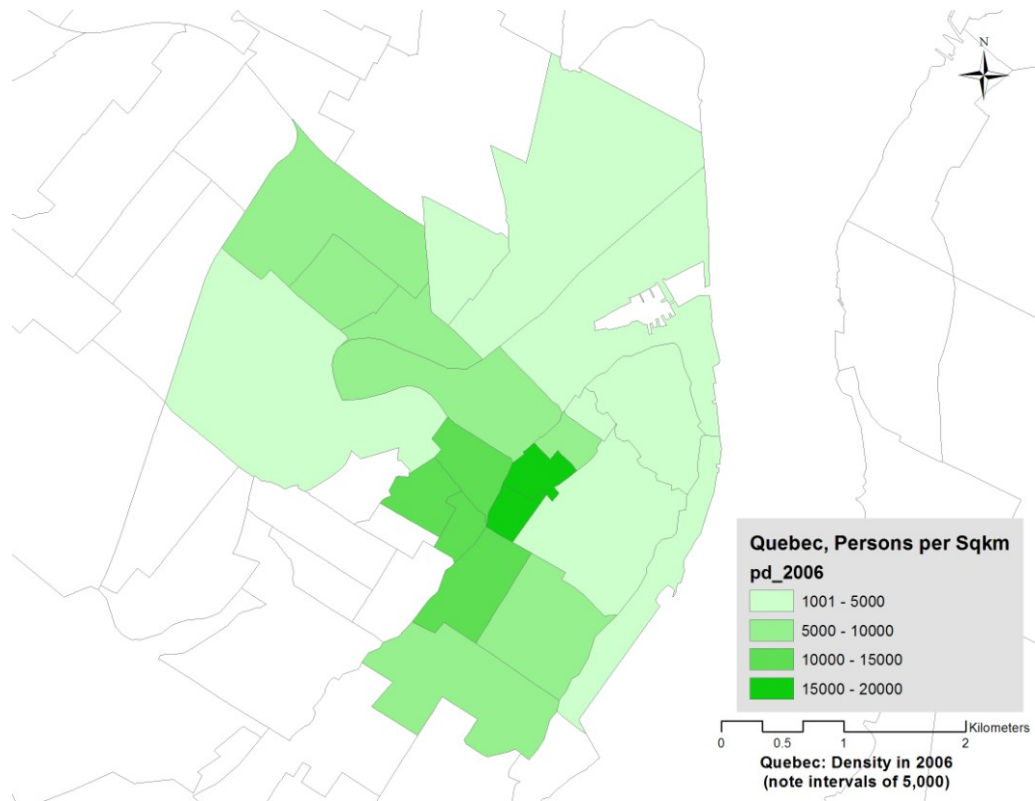 N
Quebec, Persons per Sqkm
pd_2006
1001 - 5000
5000 - 10000
10000 - 15000
15000 - 20000
Kilometers
0 0.5 1 2
Quebec: Density in 2006
(note intervals of 5,000)